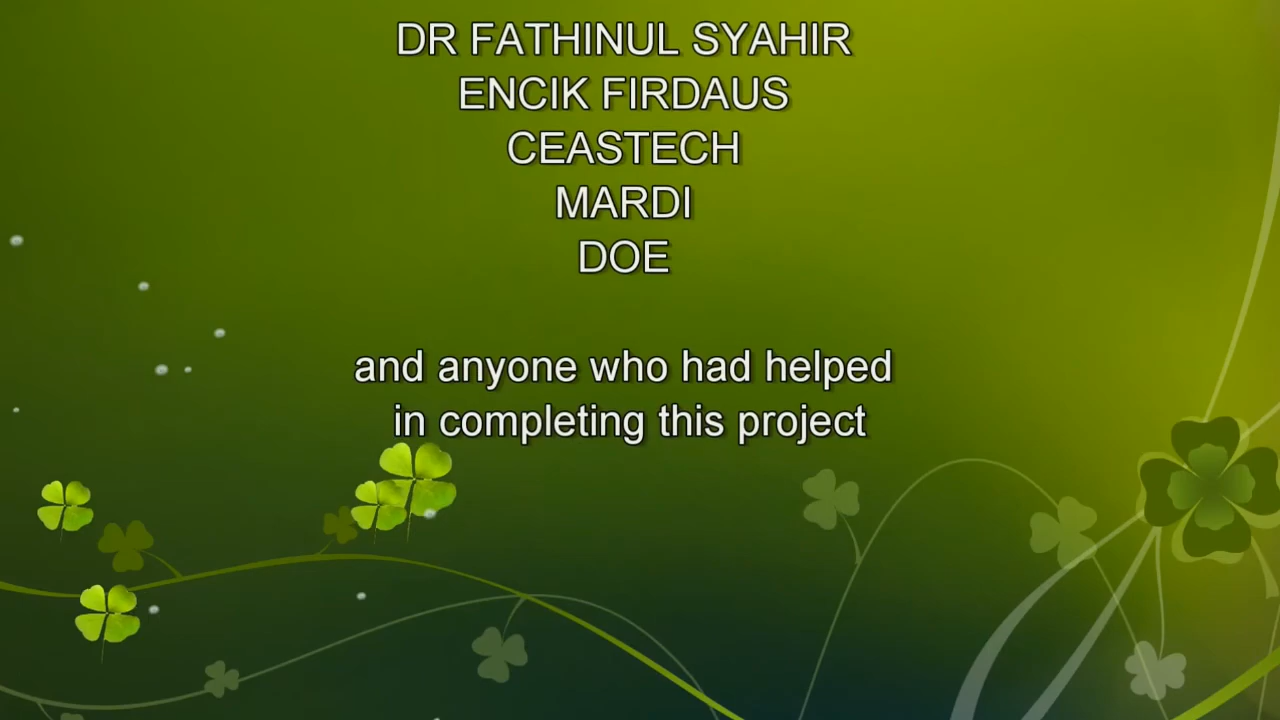 DR FATHINUL SYAHIR
ENCIK FIRDAUS
CEASTECH
MARDI
DOE
and anyone who had helped
in completing this project